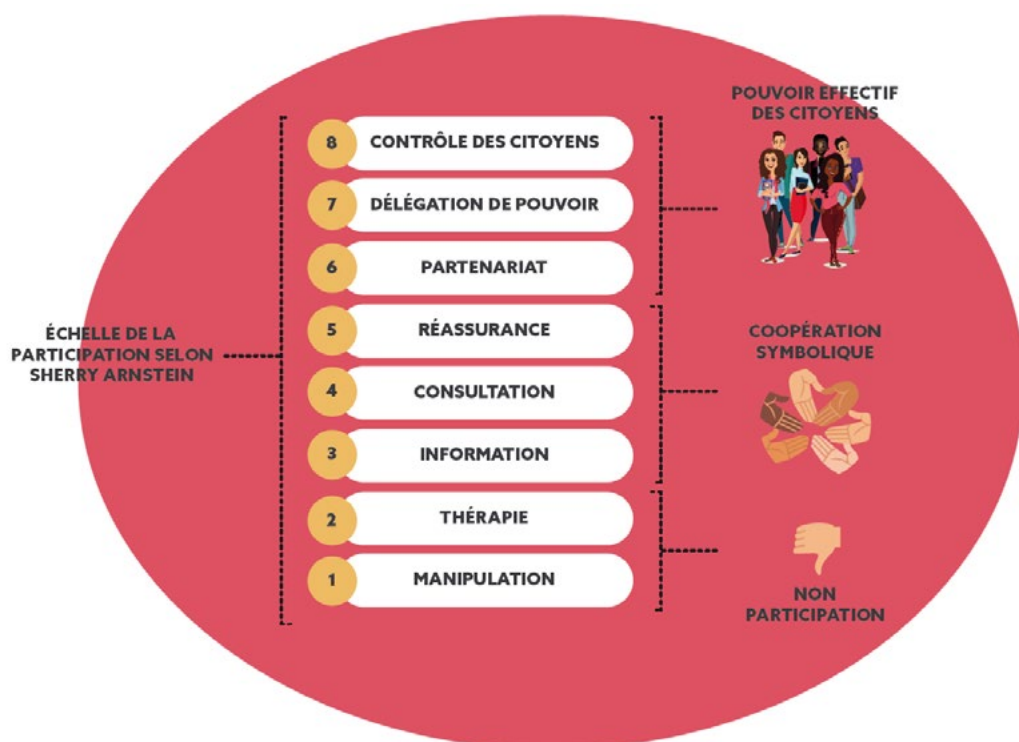 POUVOIR EFFECTIF
DES CITOYENS
8 CONTRÔLE DES CITOYENS
7 DÉLÉGATION DE POUVOIR
6 PARTENARIAT
ÉCHELLE DE LA
PARTICIPATION SELON
SHERRY ARNSTEIN
5 RÉASSURANCE
COOPÉRATION
SYMBOLIQUE
4 CONSULTATION
3 INFORMATION
2 THÉRAPIE
1 MANIPULATION
NON
PARTICIPATION